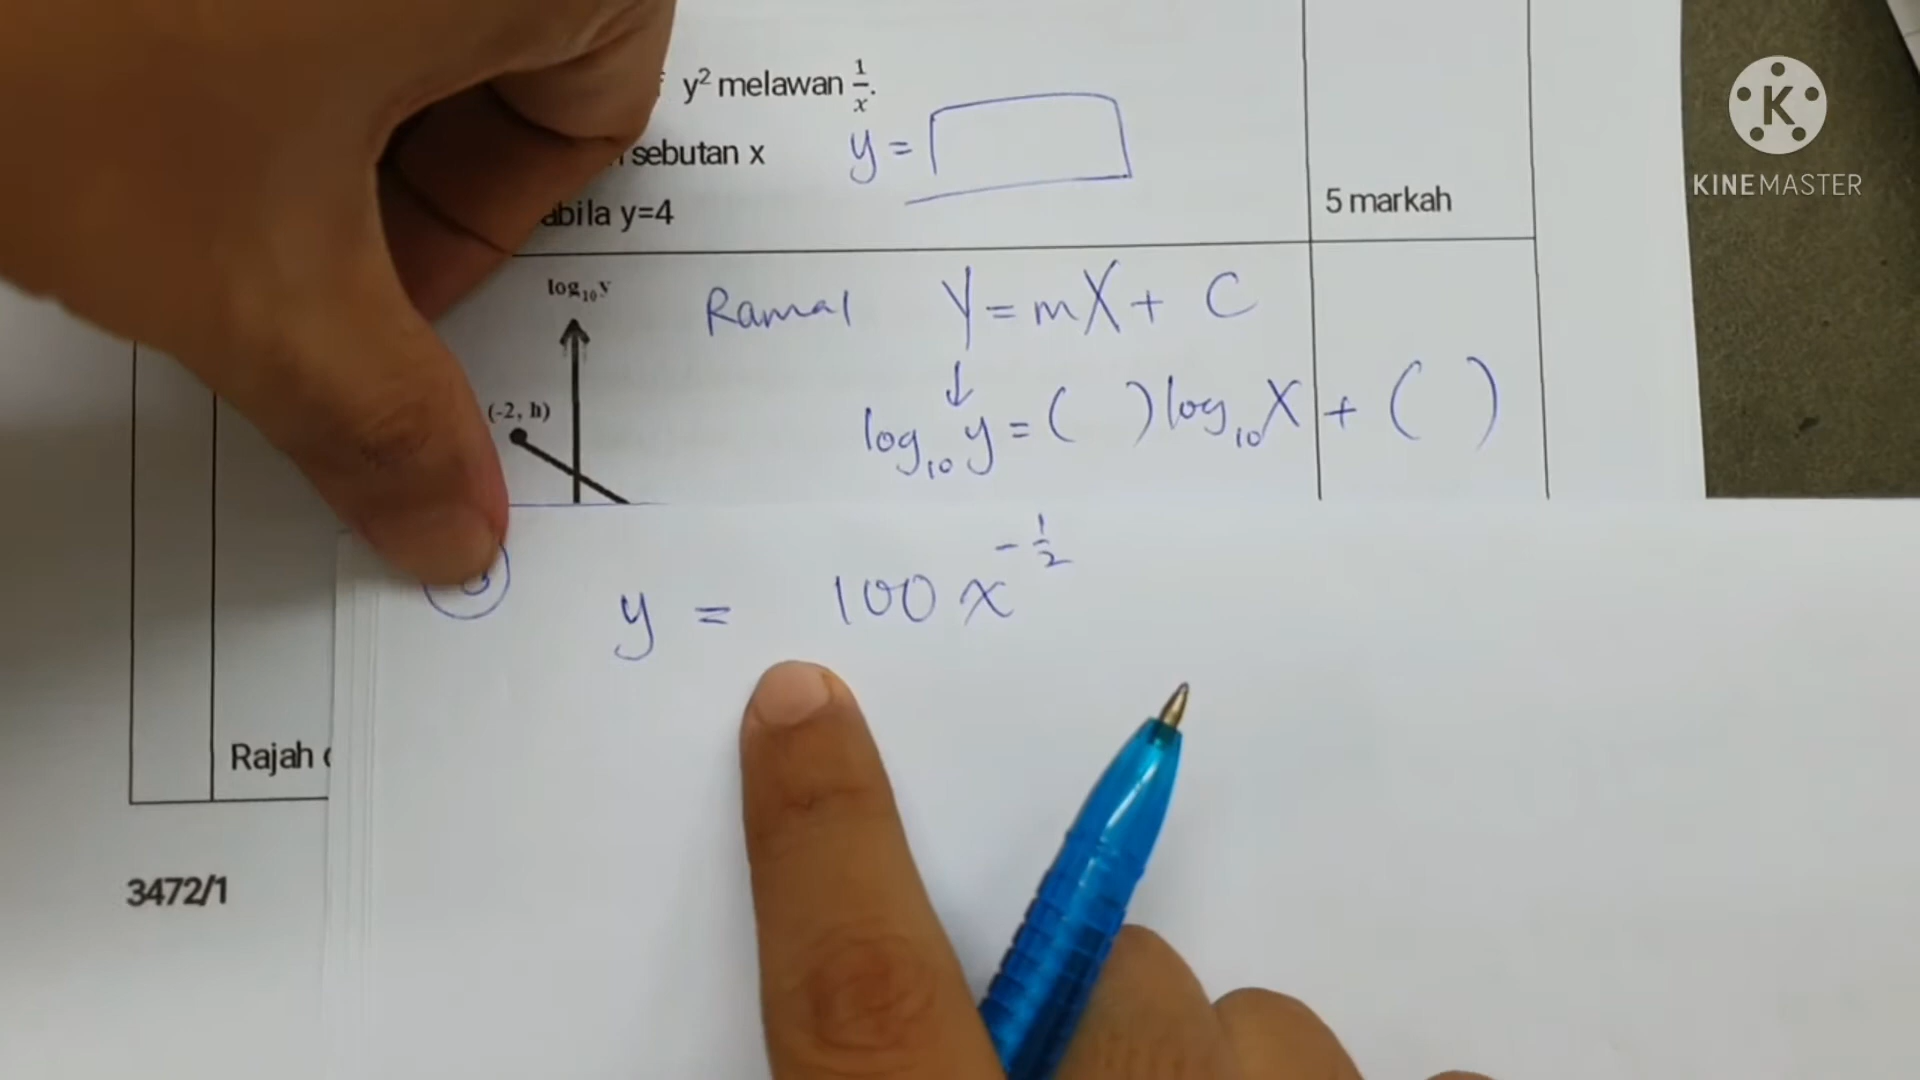 y² melawan 1/x.
sebutan x y =
abila y=4
5 markah
KINEMASTER
log₁₀y
Ramal Y = mX + C
↓
(-2, h)
log₁₀ y = ( ) log₁₀ X + ( )
y = 100 x^(-1/2)
Rajah
3472/1